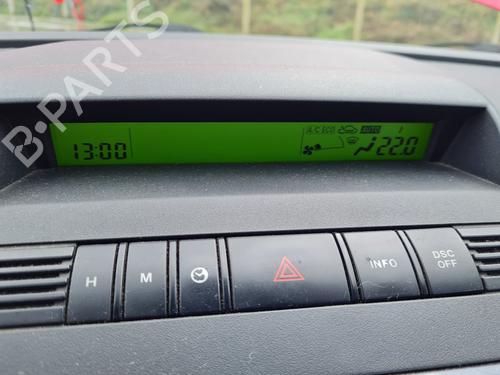 B-PARTS
A/C ECO AUTO
13:00 22.0
H M INFO DSC
OFF